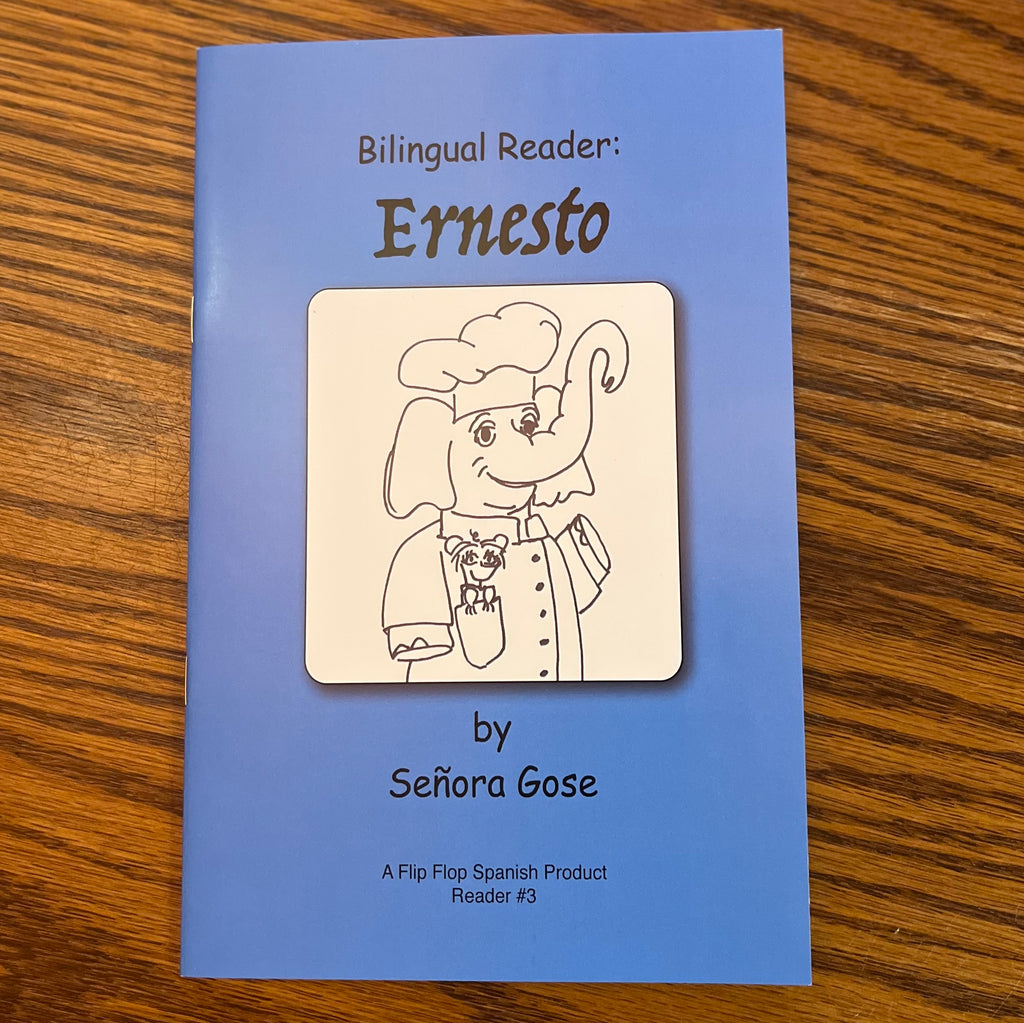 Bilingual Reader:
Ernesto
by
Señora Gose
A Flip Flop Spanish Product
Reader #3